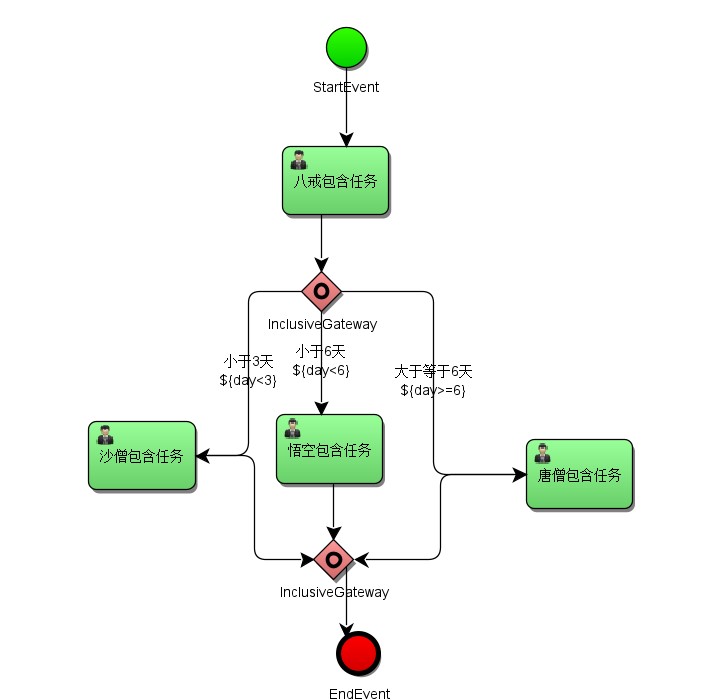 StartEvent
八戒包含任务
InclusiveGateway
小于3天
${day<3}
小于6天
${day<6}
大于等于6天
${day>=6}
沙僧包含任务
悟空包含任务
唐僧包含任务
InclusiveGateway
EndEvent